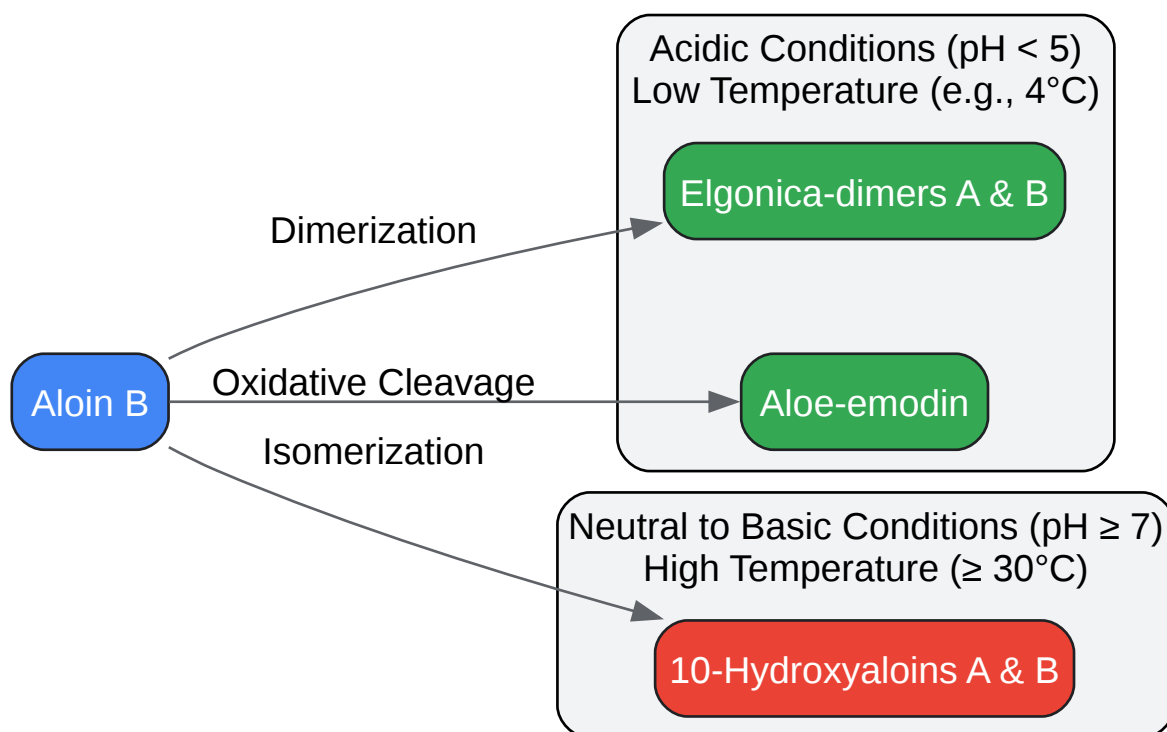 Acidic Conditions (pH < 5)
Low Temperature (e.g., 4°C)
Elgonica-dimers A & B
Dimerization
Aloin B
Oxidative Cleavage
Aloe-emodin
Isomerization
Neutral to Basic Conditions (pH ≥ 7)
High Temperature (≥ 30°C)
10-Hydroxyaloins A & B